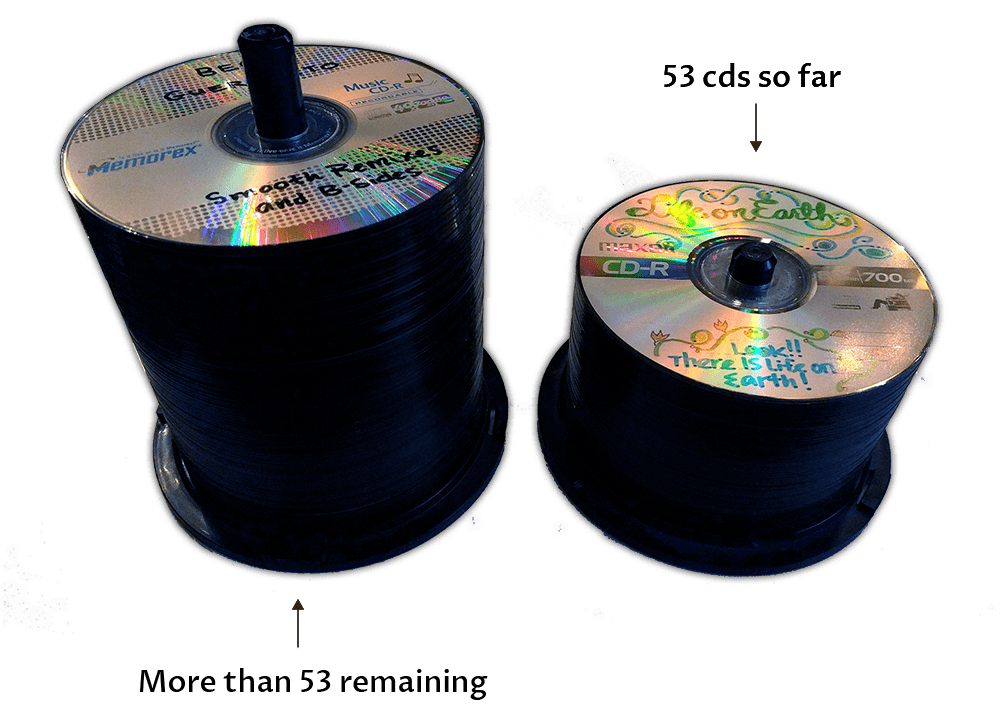 53 cds so far
Music
CD-R
RECORDABLE
Memorex
Smooth Remixes
and B-Sides
Life on Earth
maxell
CD-R
700
Look!!
There IS Life on
Earth!
More than 53 remaining